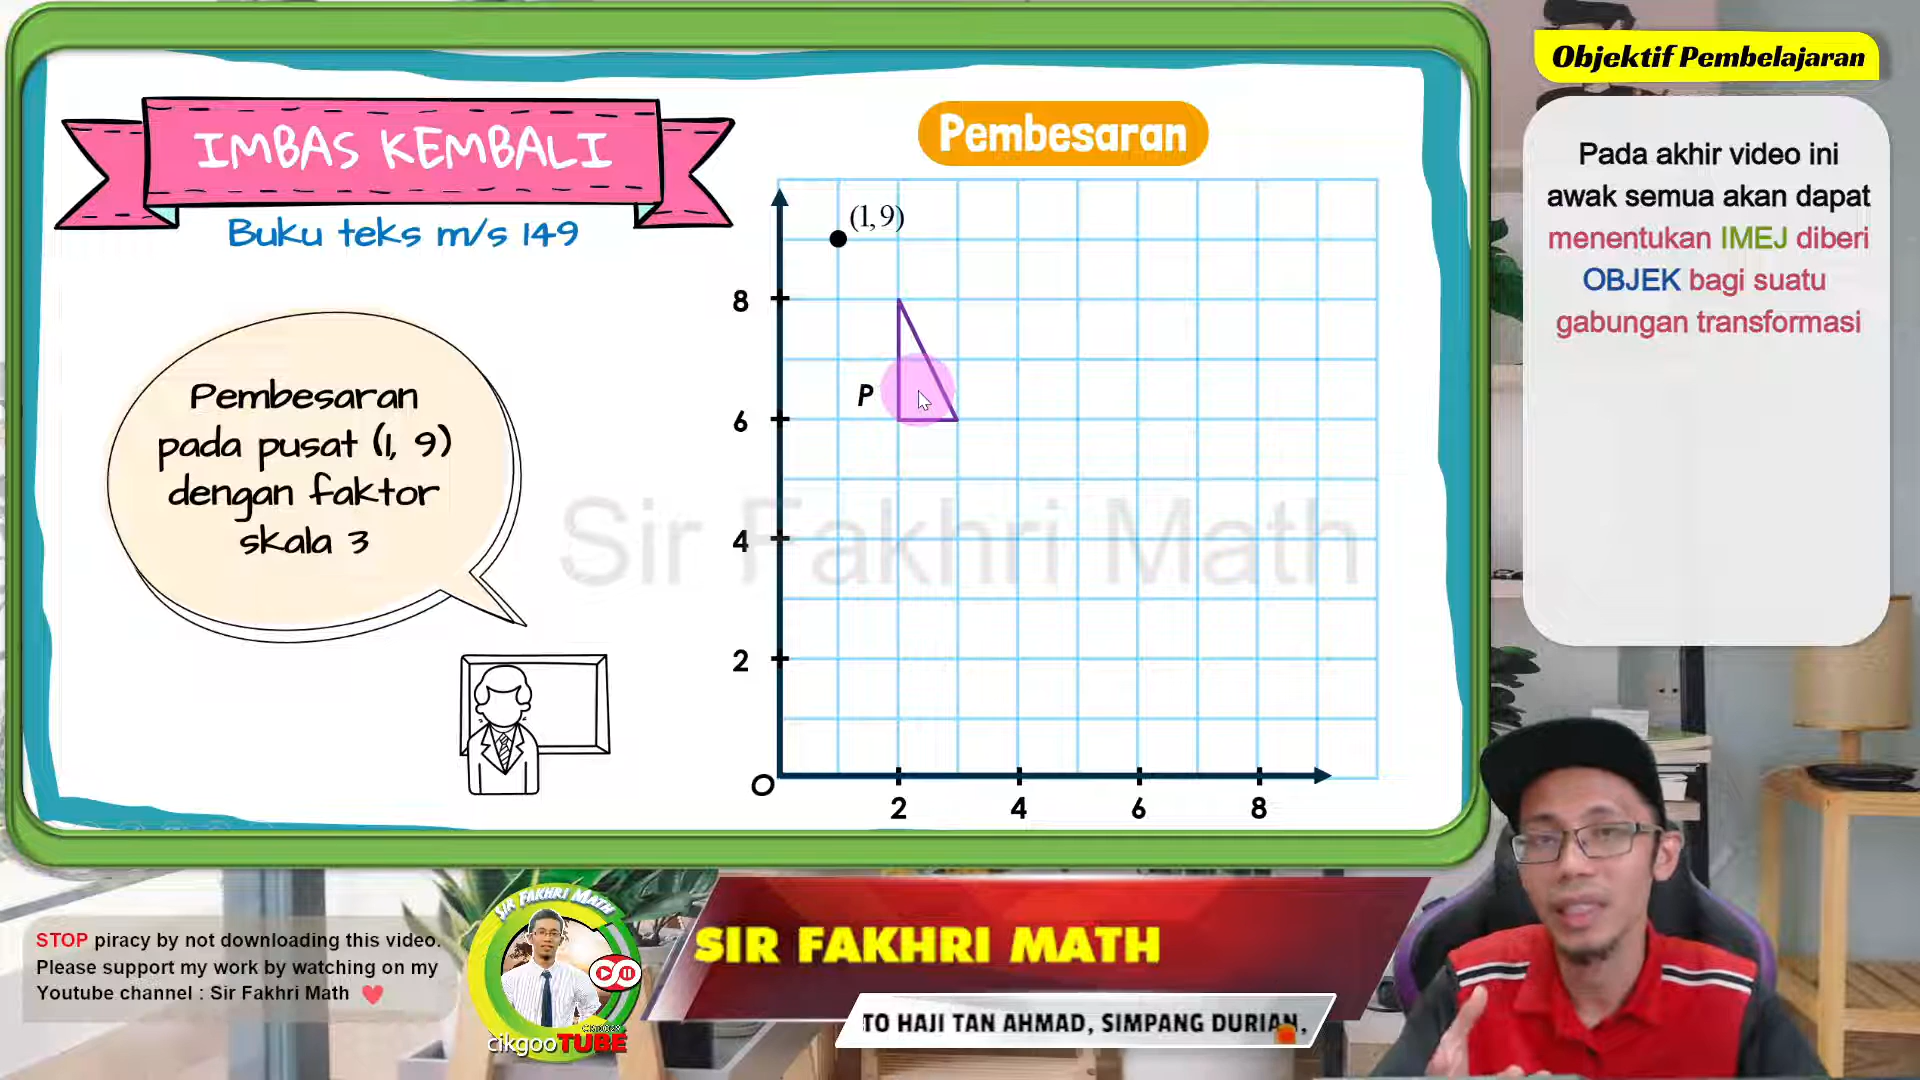 IMBAS KEMBALI
Buku teks m/s 149
Pembesaran
pada pusat (1, 9)
dengan faktor
skala 3
Pembesaran
(1, 9)
8
P
6
4
2
O
2 4 6 8
Sir Fakhri Math
Objektif Pembelajaran
Pada akhir video ini
awak semua akan dapat
menentukan IMEJ diberi
OBJEK bagi suatu
gabungan transformasi
STOP piracy by not downloading this video.
Please support my work by watching on my
Youtube channel : Sir Fakhri Math
SIR FAKHRI MATH
cikgooTUBE
SIR FAKHRI MATH
TO HAJI TAN AHMAD, SIMPANG DURIAN,